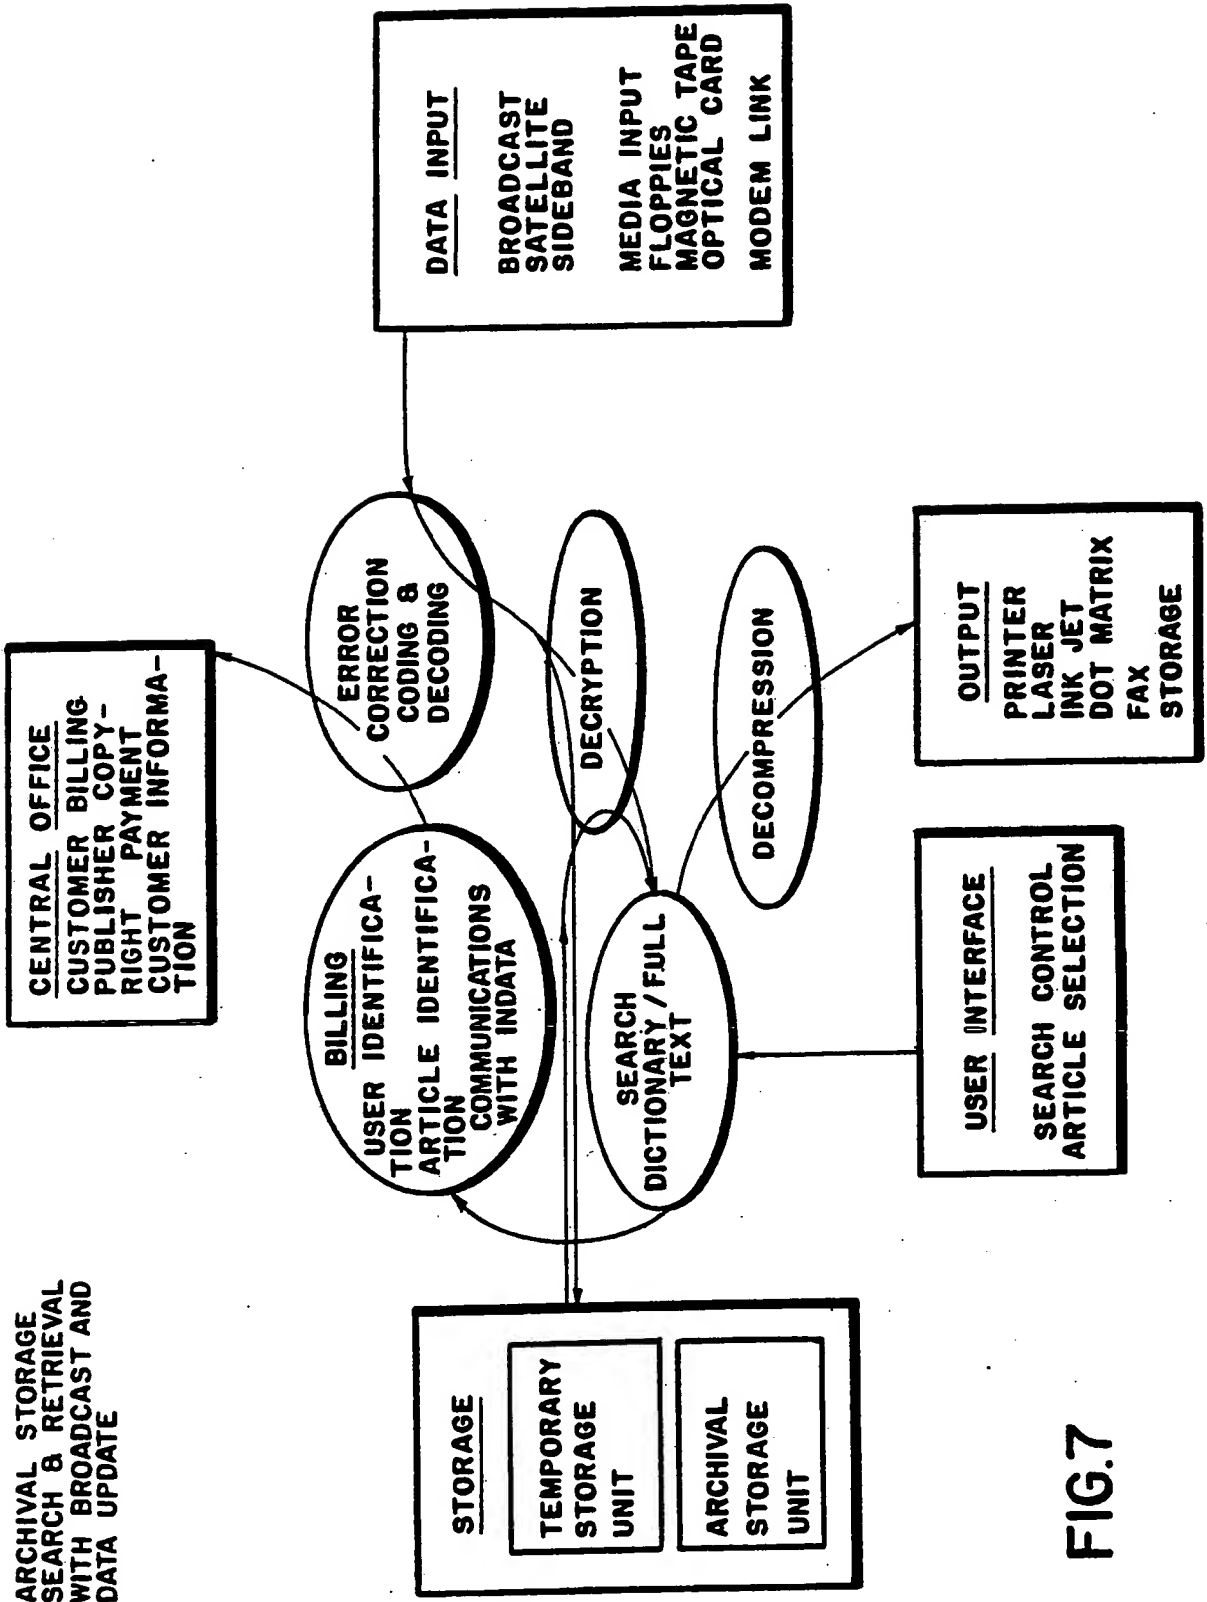 ARCHIVAL STORAGE
SEARCH & RETRIEVAL
WITH BROADCAST AND
DATA UPDATE
CENTRAL OFFICE
CUSTOMER BILLING
PUBLISHER COPY-
RIGHT PAYMENT
CUSTOMER INFORMA-
TION
STORAGE
TEMPORARY
STORAGE
UNIT
ARCHIVAL
STORAGE
UNIT
BILLING
USER IDENTIFICA-
TION
ARTICLE IDENTIFICA-
TION
COMMUNICATIONS
WITH INDATA
ERROR
CORRECTION
CODING &
DECODING
DATA INPUT
BROADCAST
SATELLITE
SIDEBAND
MEDIA INPUT
FLOPPIES
MAGNETIC TAPE
OPTICAL CARD
MODEM LINK
SEARCH
DICTIONARY/FULL
TEXT
DECRYPTION
DECOMPRESSION
USER INTERFACE
SEARCH CONTROL
ARTICLE SELECTION
OUTPUT
PRINTER
LASER
INK JET
DOT MATRIX
FAX
STORAGE
FIG.7